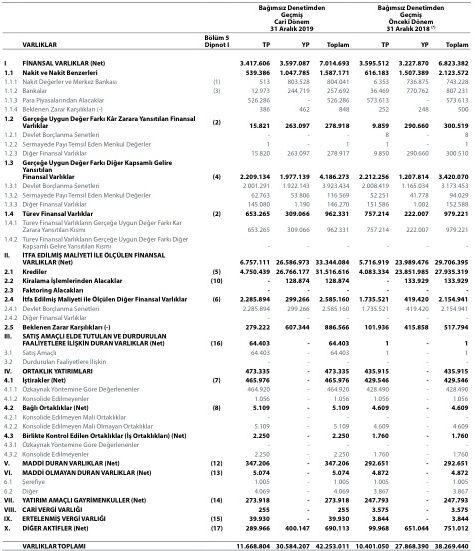 Bağımsız Denetimden Bağımsız Denetimden
Geçmiş Geçmiş
Cari Dönem Önceki Dönem
31 Aralık 2019 31 Aralık 2018 (*)
Bölüm 5
VARLIKLAR Dipnot I TP YP Toplam TP YP Toplam
I FİNANSAL VARLIKLAR (Net) 3.417.606 3.597.087 7.014.693 3.595.512 3.227.870 6.823.382
1.1 Nakit ve Nakit Benzerleri 539.386 1.047.785 1.587.171 616.183 1.507.389 2.123.572
1.1.1 Nakit Değerler ve Merkez Bankası (1) 513 803.528 804.041 6.353 736.875 743.228
1.1.2 Bankalar (3) 12.973 244.719 257.692 36.469 770.762 807.231
1.1.3 Para Piyasalarından Alacaklar 526.286 - 526.286 573.613 - 573.613
1.1.4 Beklenen Zarar Karşılıkları (-) 386 462 848 252 248 500
1.2 Gerçeğe Uygun Değer Farkı Kâr Zarara Yansıtılan Finansal
Varlıklar (2) 15.821 263.097 278.918 9.859 290.660 300.519
1.2.1 Devlet Borçlanma Senetleri - - - 8 - 8
1.2.2 Sermayede Payı Temsil Eden Menkul Değerler 1 - 1 1 - 1
1.2.3 Diğer Finansal Varlıklar 15.820 263.097 278.917 9.850 290.660 300.510
1.3 Gerçeğe Uygun Değer Farkı Diğer Kapsamlı Gelire
Yansıtılan
Finansal Varlıklar (4) 2.209.134 1.977.139 4.186.273 2.212.256 1.207.814 3.420.070
1.3.1 Devlet Borçlanma Senetleri 2.001.291 1.922.143 3.923.434 2.008.419 1.165.034 3.173.453
1.3.2 Sermayede Payı Temsil Eden Menkul Değerler 62.763 53.806 116.569 52.251 41.778 94.029
1.3.3 Diğer Finansal Varlıklar 145.080 1.190 146.270 151.586 1.002 152.588
1.4 Türev Finansal Varlıklar (2) 653.265 309.066 962.331 757.214 222.007 979.221
1.4.1 Türev Finansal Varlıkların Gerçeğe Uygun Değer Farkı Kar
Zarara Yansıtılan Kısmı 653.265 309.066 962.331 757.214 222.007 979.221
1.4.2 Türev Finansal Varlıkların Gerçeğe Uygun Değer Farkı Diğer
Kapsamlı Gelire Yansıtılan Kısmı - - - - - -
II. İTFA EDİLMİŞ MALİYETİ İLE ÖLÇÜLEN FİNANSAL
VARLIKLAR (Net) 6.757.111 26.586.973 33.344.084 5.716.919 23.989.476 29.706.395
2.1 Krediler (5) 4.750.439 26.766.177 31.516.616 4.083.334 23.851.985 27.935.319
2.2 Kiralama İşlemlerinden Alacaklar (10) - 128.874 128.874 - 133.929 133.929
2.3 Faktoring Alacakları - - - - - -
2.4 İtfa Edilmiş Maliyeti ile Ölçülen Diğer Finansal Varlıklar (6) 2.285.894 299.266 2.585.160 1.735.521 419.420 2.154.941
2.4.1 Devlet Borçlanma Senetleri 2.285.894 299.266 2.585.160 1.735.521 419.420 2.154.941
2.4.2 Diğer Finansal Varlıklar - - - - - -
2.5 Beklenen Zarar Karşılıkları (-) 279.222 607.344 886.566 101.936 415.858 517.794
III. SATIŞ AMAÇLI ELDE TUTULAN VE DURDURULAN
FAALİYETLERE İLİŞKİN DURAN VARLIKLAR (Net) (16) 64.403 - 64.403 1 - 1
3.1 Satış Amaçlı 64.403 - 64.403 1 - 1
3.2 Durdurulan Faaliyetlere İlişkin - - - - - -
IV. ORTAKLIK YATIRIMLARI 473.335 - 473.335 435.915 - 435.915
4.1 İştirakler (Net) (7) 465.976 - 465.976 429.546 - 429.546
4.1.1 Özkaynak Yöntemine Göre Değerlenenler 464.920 - 464.920 428.490 - 428.490
4.1.2 Konsolide Edilmeyenler 1.056 - 1.056 1.056 - 1.056
4.2 Bağlı Ortaklıklar (Net) (8) 5.109 - 5.109 4.609 - 4.609
4.2.1 Konsolide Edilmeyen Mali Ortaklıklar - - - - - -
4.2.2 Konsolide Edilmeyen Mali Olmayan Ortaklıklar 5.109 - 5.109 4.609 - 4.609
4.3 Birlikte Kontrol Edilen Ortaklıklar (İş Ortaklıkları) (Net) 2.250 - 2.250 1.760 - 1.760
4.3.1 Özkaynak Yöntemine Göre Değerlenenler - - - - - -
4.3.2 Konsolide Edilmeyenler 2.250 - 2.250 1.760 - 1.760
V. MADDİ DURAN VARLIKLAR (Net) (12) 347.206 - 347.206 292.651 - 292.651
VI. MADDİ OLMAYAN DURAN VARLIKLAR (Net) (13) 5.074 - 5.074 4.872 - 4.872
6.1 Şerefiye 1.005 - 1.005 1.005 - 1.005
6.2 Diğer 4.069 - 4.069 3.867 - 3.867
VII. YATIRIM AMAÇLI GAYRİMENKULLER (Net) (14) 273.918 - 273.918 247.793 - 247.793
VIII. CARİ VERGİ VARLIĞI 255 - 255 3.575 - 3.575
IX. ERTELENMİŞ VERGİ VARLIĞI (15) 39.930 - 39.930 3.844 - 3.844
X. DİĞER AKTİFLER (Net) (17) 289.966 400.147 690.113 99.968 651.044 751.012
VARLIKLAR TOPLAMI 11.668.804 30.584.207 42.253.011 10.401.050 27.868.390 38.269.440